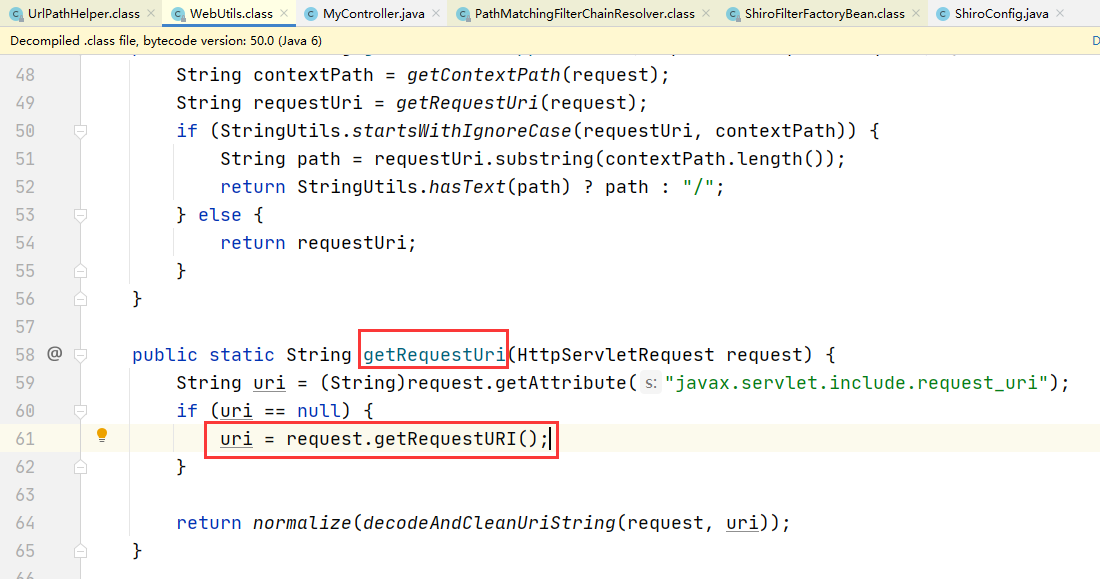 UrlPathHelper.class × WebUtils.class × MyController.java × PathMatchingFilterChainResolver.class × ShiroFilterFactoryBean.class × ShiroConfig.java ×
Decompiled .class file, bytecode version: 50.0 (Java 6) D
48 String contextPath = getContextPath(request);
49 String requestUri = getRequestUri(request);
50 if (StringUtils.startsWithIgnoreCase(requestUri, contextPath)) {
51 String path = requestUri.substring(contextPath.length());
52 return StringUtils.hasText(path) ? path : "/";
53 } else {
54 return requestUri;
55 }
56 }
57
58 @ public static String getRequestUri(HttpServletRequest request) {
59 String uri = (String)request.getAttribute( s: "javax.servlet.include.request_uri");
60 if (uri == null) {
61 uri = request.getRequestURI();
62 }
63
64 return normalize(decodeAndCleanUriString(request, uri));
65 }